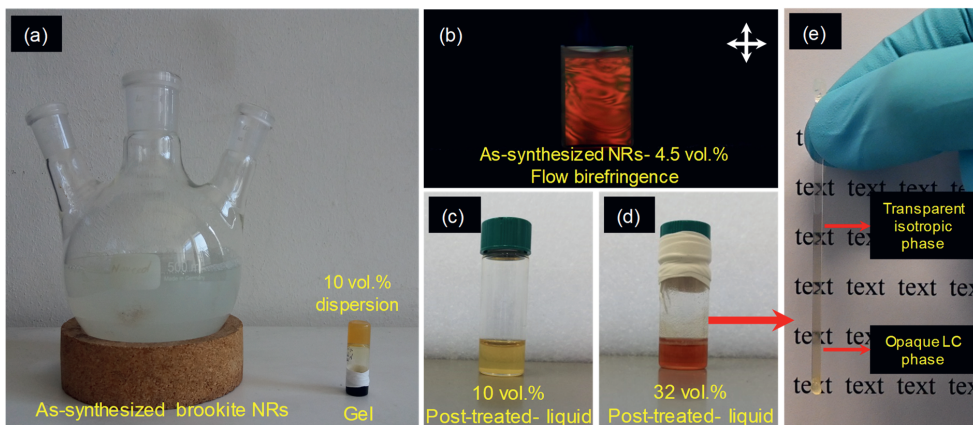 (a)
500
10 vol.%
dispersion
As-synthesized brookite NRs
Gel
(b)
As-synthesized NRs- 4.5 vol.%
Flow birefringence
(c)
10 vol.%
Post-treated- liquid
(d)
32 vol.%
Post-treated- liquid
(e)
text text text text
Transparent
isotropic
phase
text text text text
Opaque LC
phase
text text text text